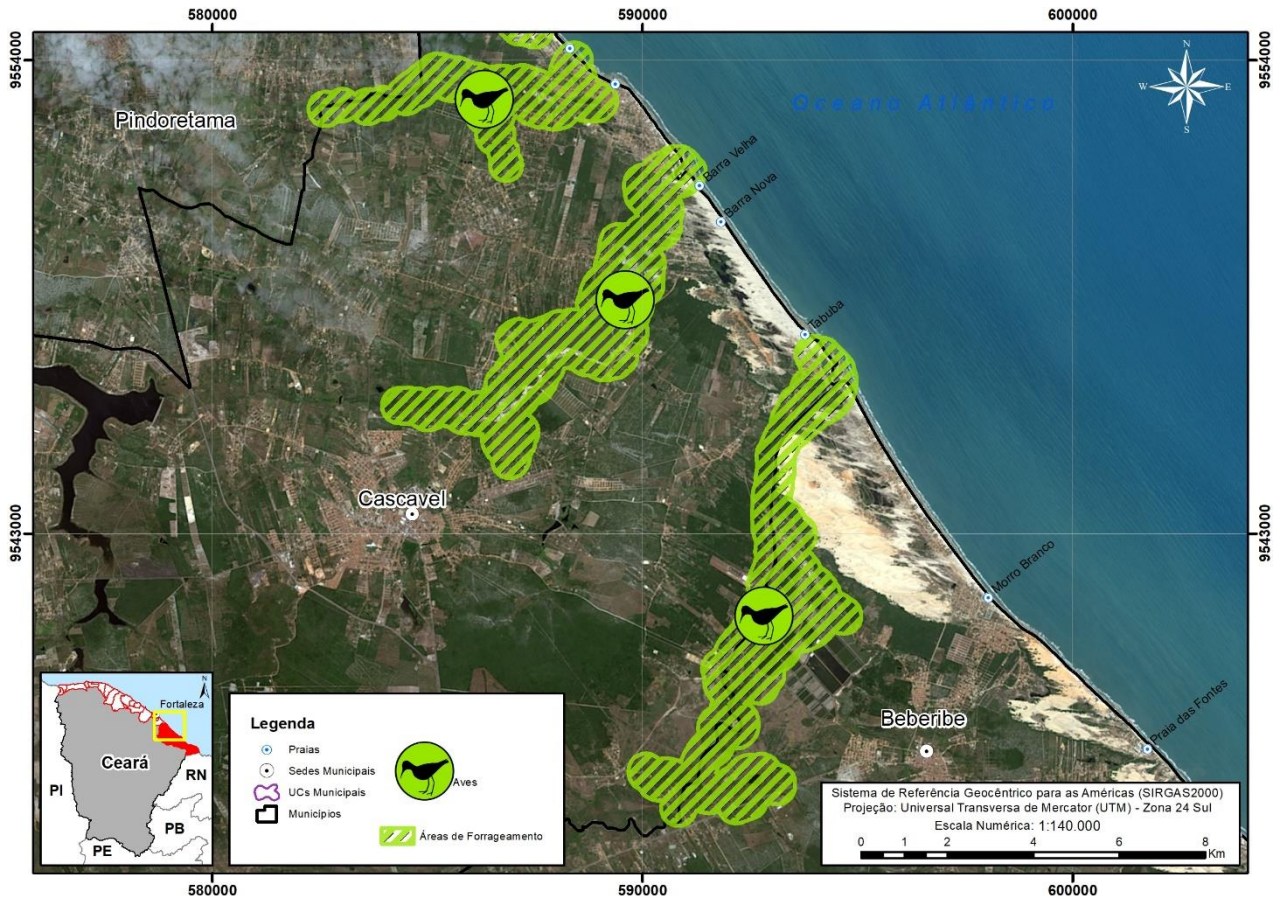 580000
590000
600000
9554000
9554000
N
W
E
S
Oceano Atlântico
Pindoretama
Barra Velha
Barra Nova
Tabuba
Cascavel
9543000
9543000
Morro Branco
Praia das Fontes
Beberibe
N
Fortaleza
Ceará
PI
RN
PB
PE
Legenda
Praias
Sedes Municipais
UCs Municipais
Municípios
Aves
Áreas de Forrageamento
Sistema de Referência Geocêntrico para as Américas (SIRGAS2000)
Projeção: Universal Transversa de Mercator (UTM) - Zona 24 Sul
Escala Numérica: 1:140.000
0 1 2 4 6 8
Km
580000
590000
600000